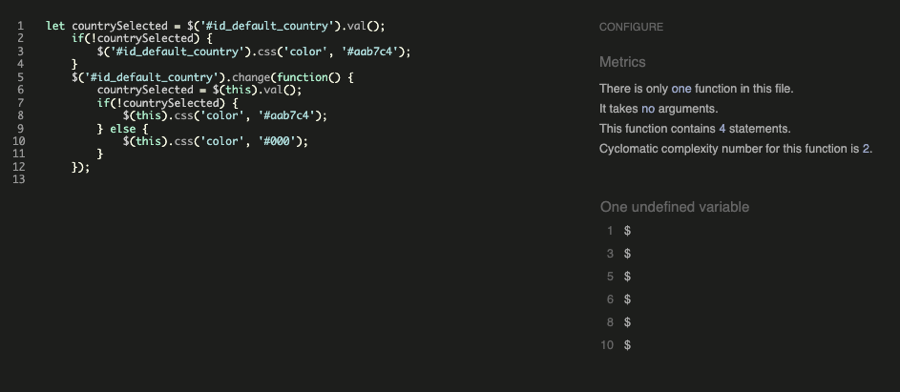 1 let countrySelected = $('#id_default_country').val();
2 if(!countrySelected) {
3 $('#id_default_country').css('color', '#aab7c4');
4 }
5 $('#id_default_country').change(function() {
6 countrySelected = $(this).val();
7 if(!countrySelected) {
8 $(this).css('color', '#aab7c4');
9 } else {
10 $(this).css('color', '#000');
11 }
12 });
13
CONFIGURE
Metrics
There is only one function in this file.
It takes no arguments.
This function contains 4 statements.
Cyclomatic complexity number for this function is 2.
One undefined variable
1 $
3 $
5 $
6 $
8 $
10 $